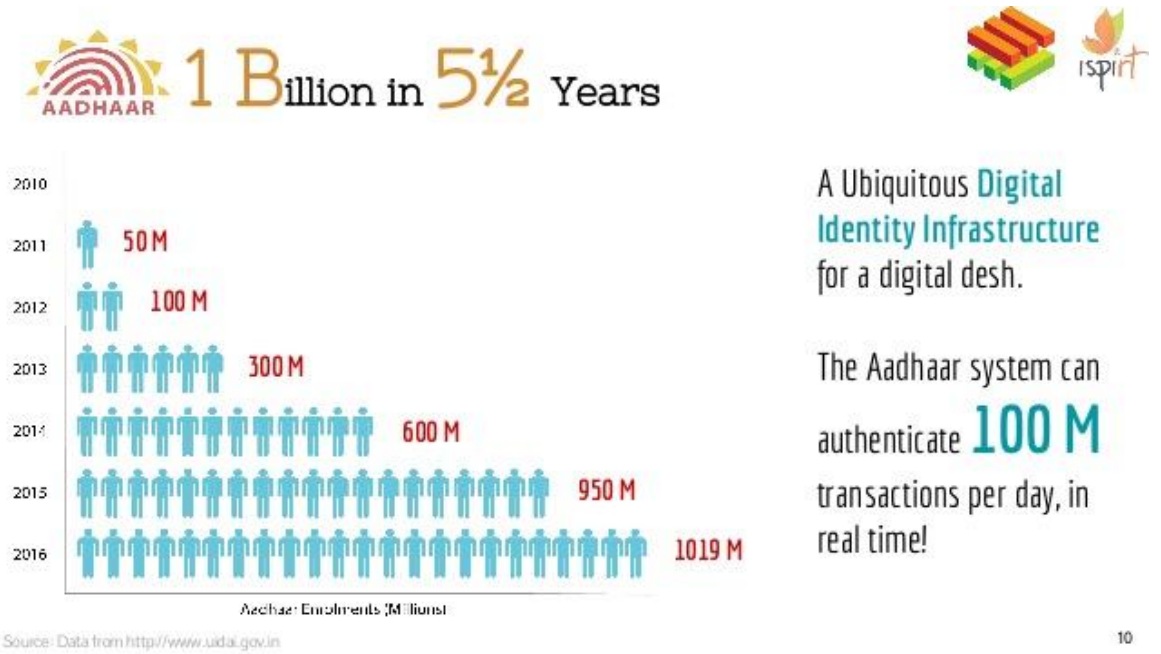 AADHAAR
1 Billion in 5½ Years
ispirt
2010
2011 50 M
2012 100 M
2013 300 M
2014 600 M
2015 950 M
2016 1019 M
Aadhaar Enrolments (Millions)
A Ubiquitous Digital
Identity Infrastructure
for a digital desh.
The Aadhaar system can
authenticate 100 M
transactions per day, in
real time!
Source: Data from http://www.uidai.gov.in
10